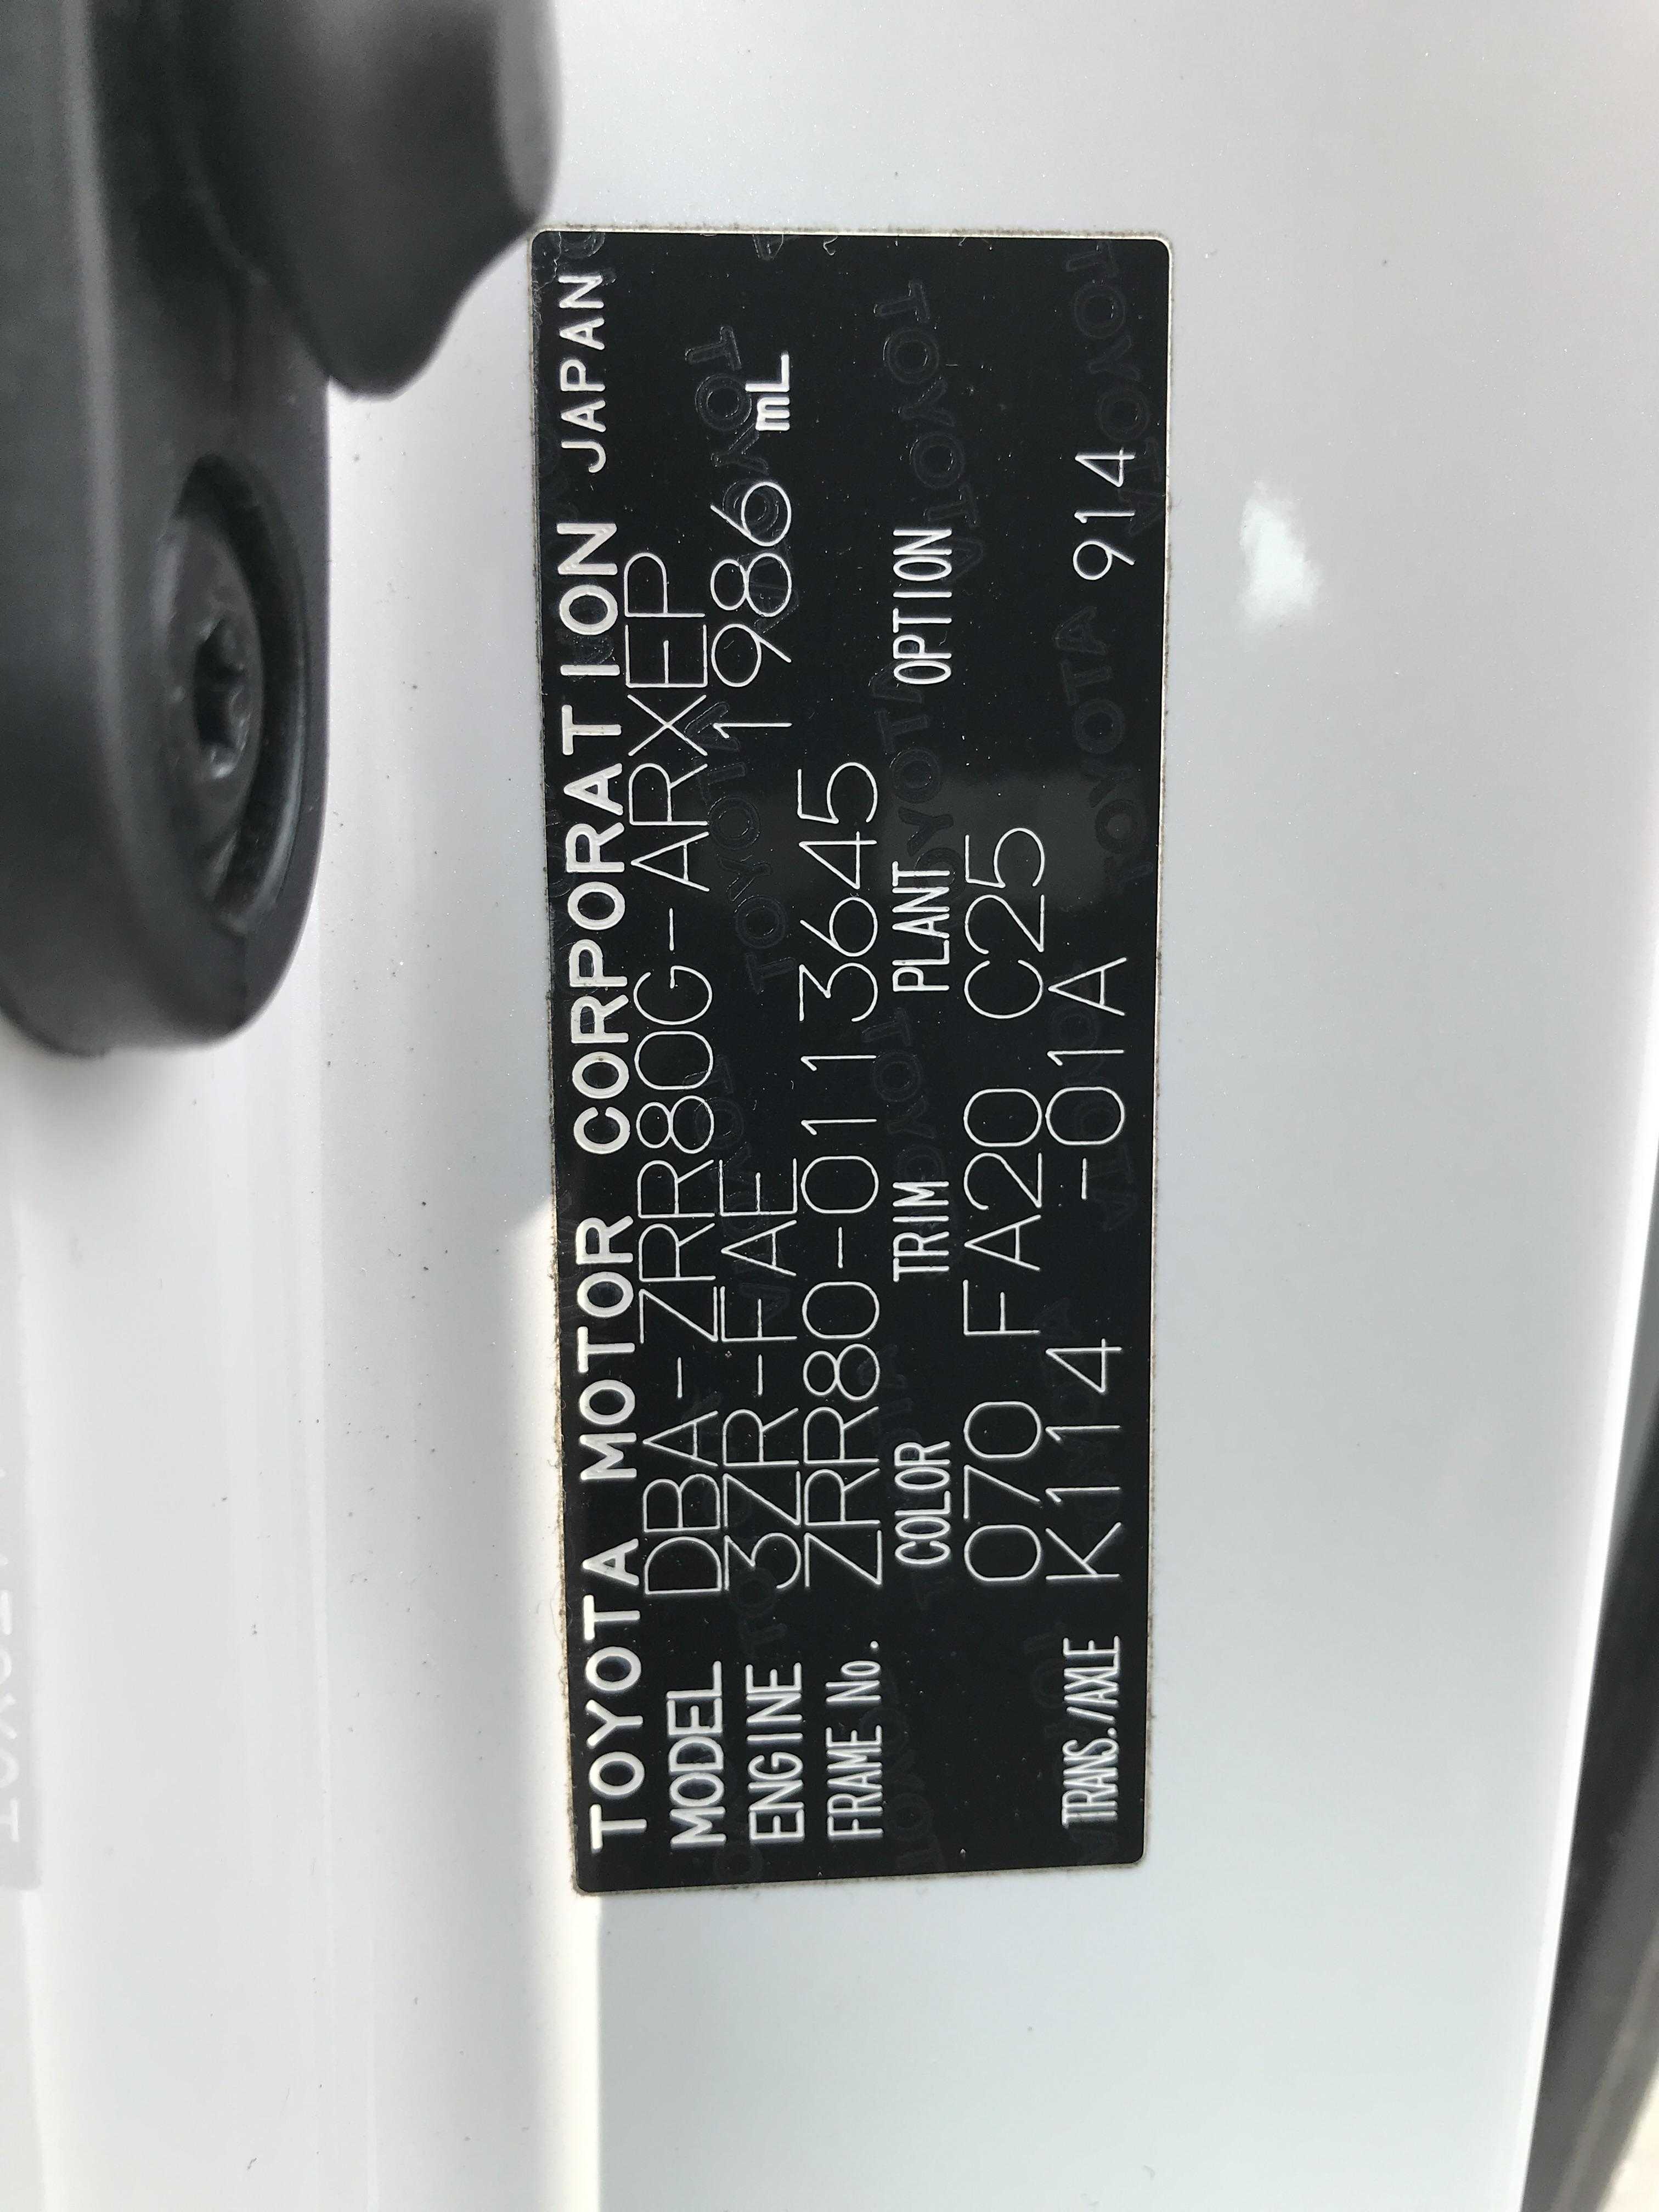 TOYOTA MOTOR CORPORATION JAPAN
MODEL DBA-ZRR80G-ARXEP
ENGINE 3ZR-FAE 1986 mL
FRAME No. ZRR80-0113645
COLOR TRIM PLANT OPTION
070 FA20 C25
TRANS./AXLE K114 -01A 914